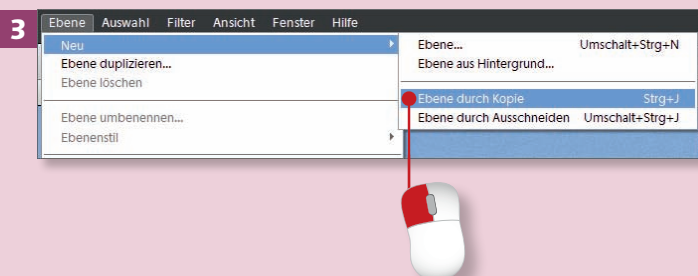 3
Ebene Auswahl Filter Ansicht Fenster Hilfe
Neu
Ebene duplizieren...
Ebene löschen
Ebene umbenennen...
Ebenenstil
Ebene... Umschalt+Strg+N
Ebene aus Hintergrund...
Ebene durch Kopie Strg+J
Ebene durch Ausschneiden Umschalt+Strg+J